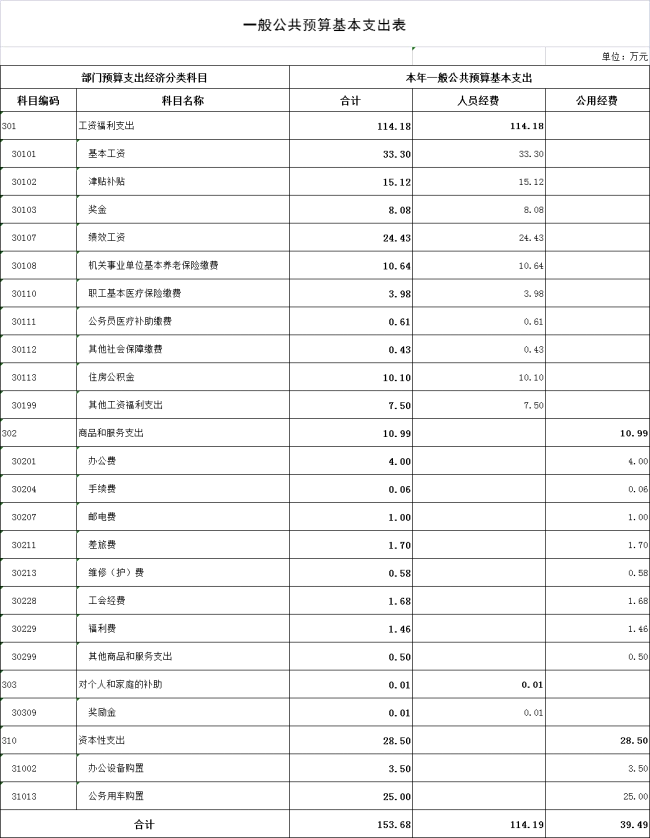 一般公共预算基本支出表
单位：万元
部门预算支出经济分类科目 本年一般公共预算基本支出
科目编码 科目名称 合计 人员经费 公用经费
301 工资福利支出 114.18 114.18
30101 基本工资 33.30 33.30
30102 津贴补贴 15.12 15.12
30103 奖金 8.08 8.08
30107 绩效工资 24.43 24.43
30108 机关事业单位基本养老保险缴费 10.64 10.64
30110 职工基本医疗保险缴费 3.98 3.98
30111 公务员医疗补助缴费 0.61 0.61
30112 其他社会保障缴费 0.43 0.43
30113 住房公积金 10.10 10.10
30199 其他工资福利支出 7.50 7.50
302 商品和服务支出 10.99 10.99
30201 办公费 4.00 4.00
30204 手续费 0.06 0.06
30207 邮电费 1.00 1.00
30211 差旅费 1.70 1.70
30213 维修（护）费 0.58 0.58
30228 工会经费 1.68 1.68
30229 福利费 1.46 1.46
30299 其他商品和服务支出 0.50 0.50
303 对个人和家庭的补助 0.01 0.01
30309 奖励金 0.01 0.01
310 资本性支出 28.50 28.50
31002 办公设备购置 3.50 3.50
31013 公务用车购置 25.00 25.00
合计 153.68 114.19 39.49